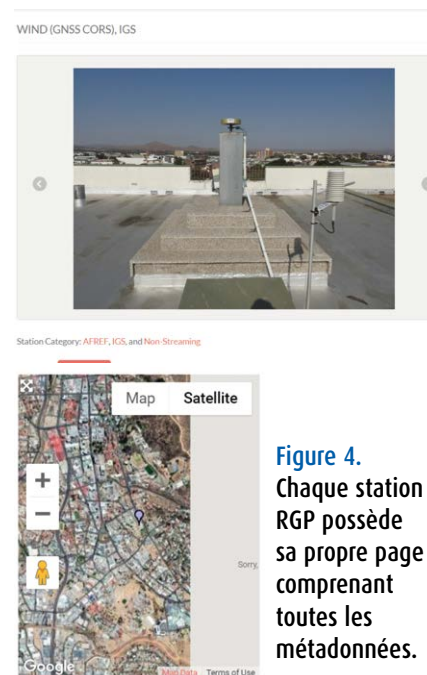 WIND (GNSS CORS), IGS
Station Category: AFREF, IGS, and Non-Streaming
Map Satellite
+
−
Sorry,
Google
Map Data Terms of Use
Figure 4.
Chaque station
RGP possède
sa propre page
comprenant
toutes les
métadonnées.